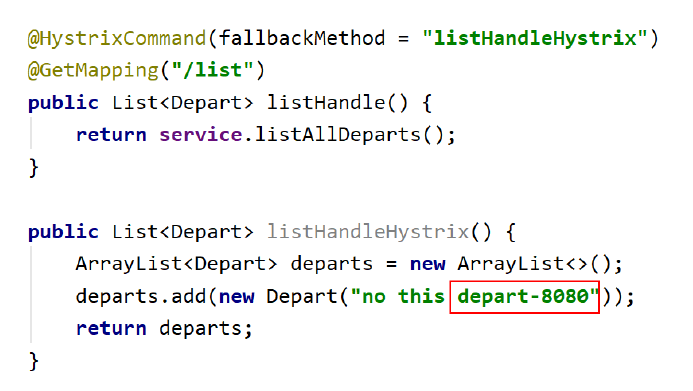 @HystrixCommand(fallbackMethod = "listHandleHystrix")
@GetMapping("/list")
public List<Depart> listHandle() {
    return service.listAllDeparts();
}
public List<Depart> listHandleHystrix() {
    ArrayList<Depart> departs = new ArrayList<>();
    departs.add(new Depart("no this depart-8080"));
    return departs;
}